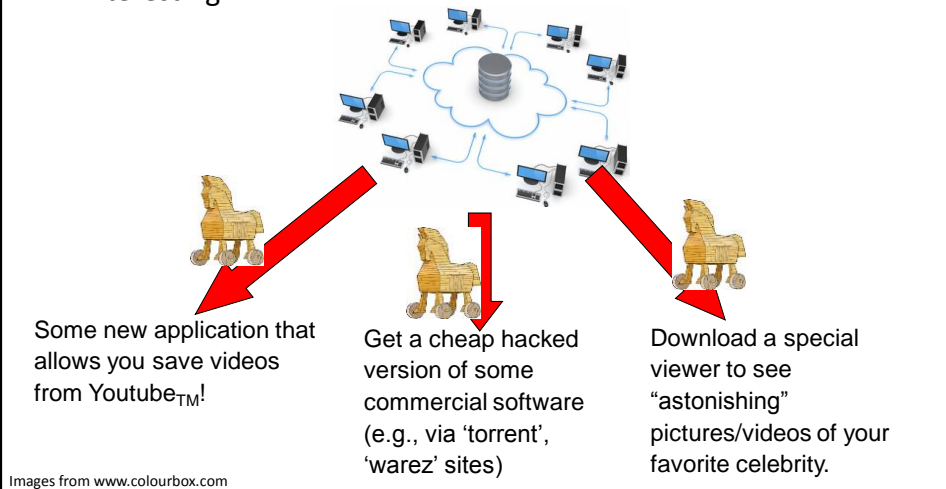 Some new application that
allows you save videos
from YoutubeTM!
Get a cheap hacked
version of some
commercial software
(e.g., via ‘torrent’,
‘warez’ sites)
Download a special
viewer to see
“astonishing”
pictures/videos of your
favorite celebrity.
Images from www.colourbox.com